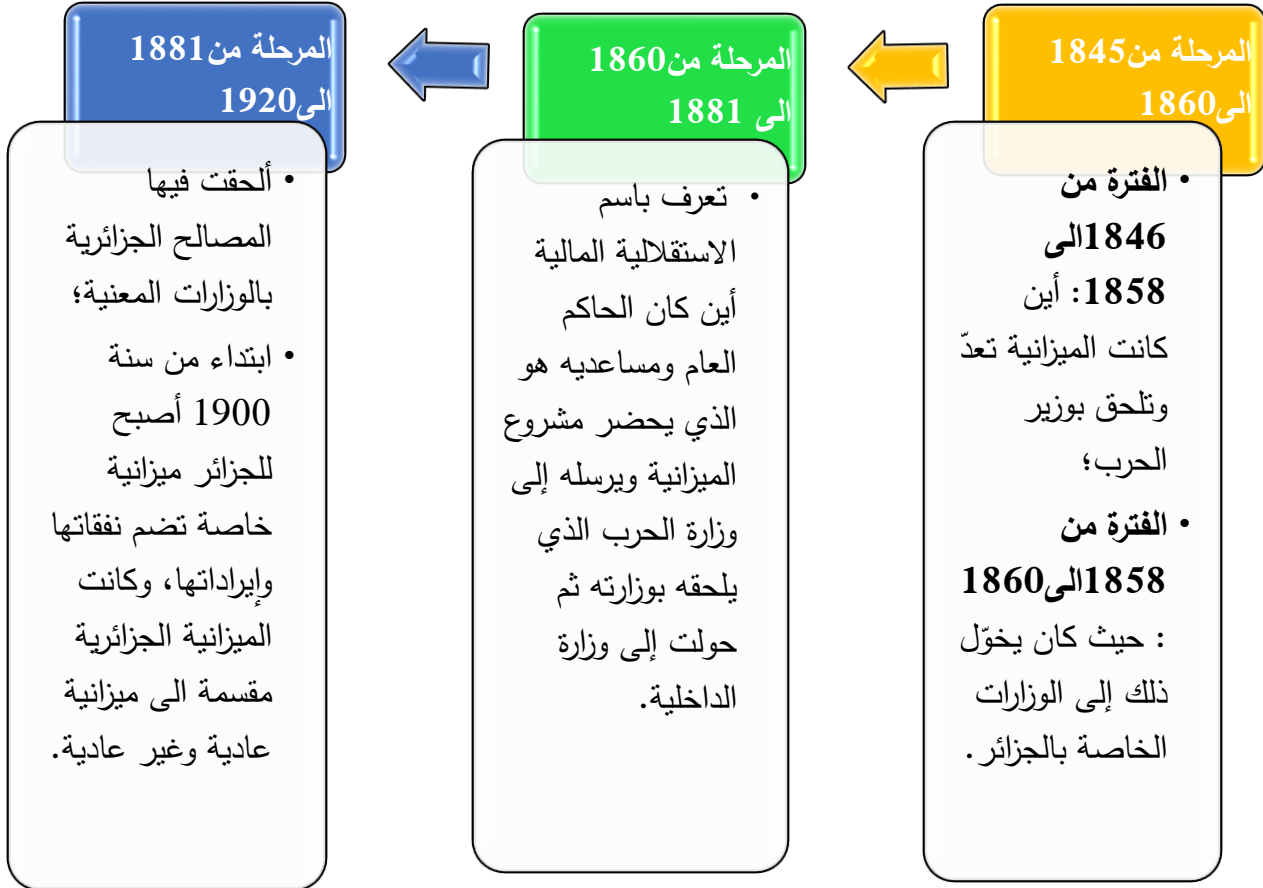 المرحلة من1845
الى1860
• الفترة من
1846الى
1858: أين
كانت الميزانية تعدّ
وتلحق بوزير
الحرب؛
• الفترة من
1858الى1860
: حيث كان يخوّل
ذلك إلى الوزارات
الخاصة بالجزائر.
المرحلة من1860
الى 1881
• تعرف باسم
الاستقلالية المالية
أين كان الحاكم
العام ومساعديه هو
الذي يحضر مشروع
الميزانية ويرسله إلى
وزارة الحرب الذي
يلحقه بوزارته ثم
حولت إلى وزارة
الداخلية.
المرحلة من1881
الى1920
• ألحقت فيها
المصالح الجزائرية
بالوزارات المعنية؛
• ابتداء من سنة
1900 أصبح
للجزائر ميزانية
خاصة تضم نفقاتها
وإيراداتها، وكانت
الميزانية الجزائرية
مقسمة الى ميزانية
عادية وغير عادية.